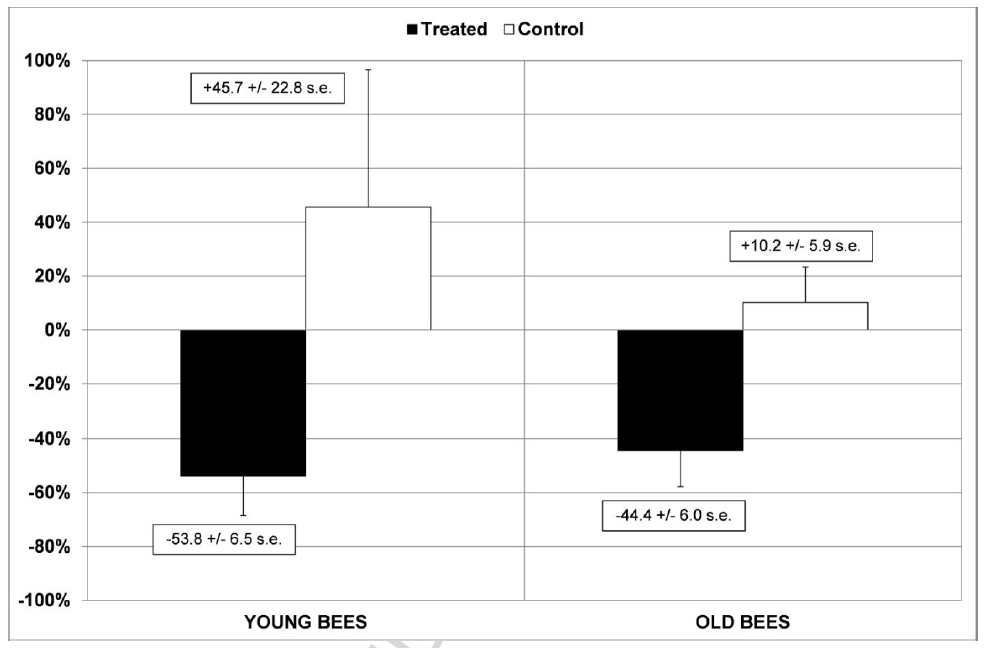 ■Treated □Control
100%
80%
60%
40%
20%
0%
-20%
-40%
-60%
-80%
-100%
+45.7 +/- 22.8 s.e.
+10.2 +/- 5.9 s.e.
-53.8 +/- 6.5 s.e.
-44.4 +/- 6.0 s.e.
YOUNG BEES
OLD BEES